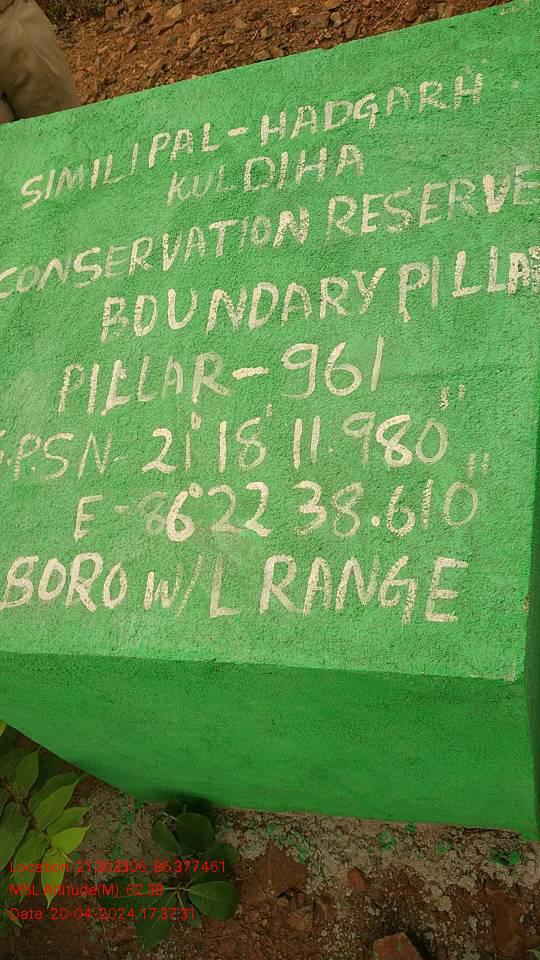 SIMILIPAL-HADGARH
KULDIHA
CONSERVATION RESERVE
BOUNDARY PILLAR
PILLAR-961
G.P.SN-21°18'11.980"
E-86°22 38.610"
BORO W/L RANGE
Location: 21.303306, 86.377461
MSL Altitude(M): 62.38
Date: 20-04-2024 17:37:31